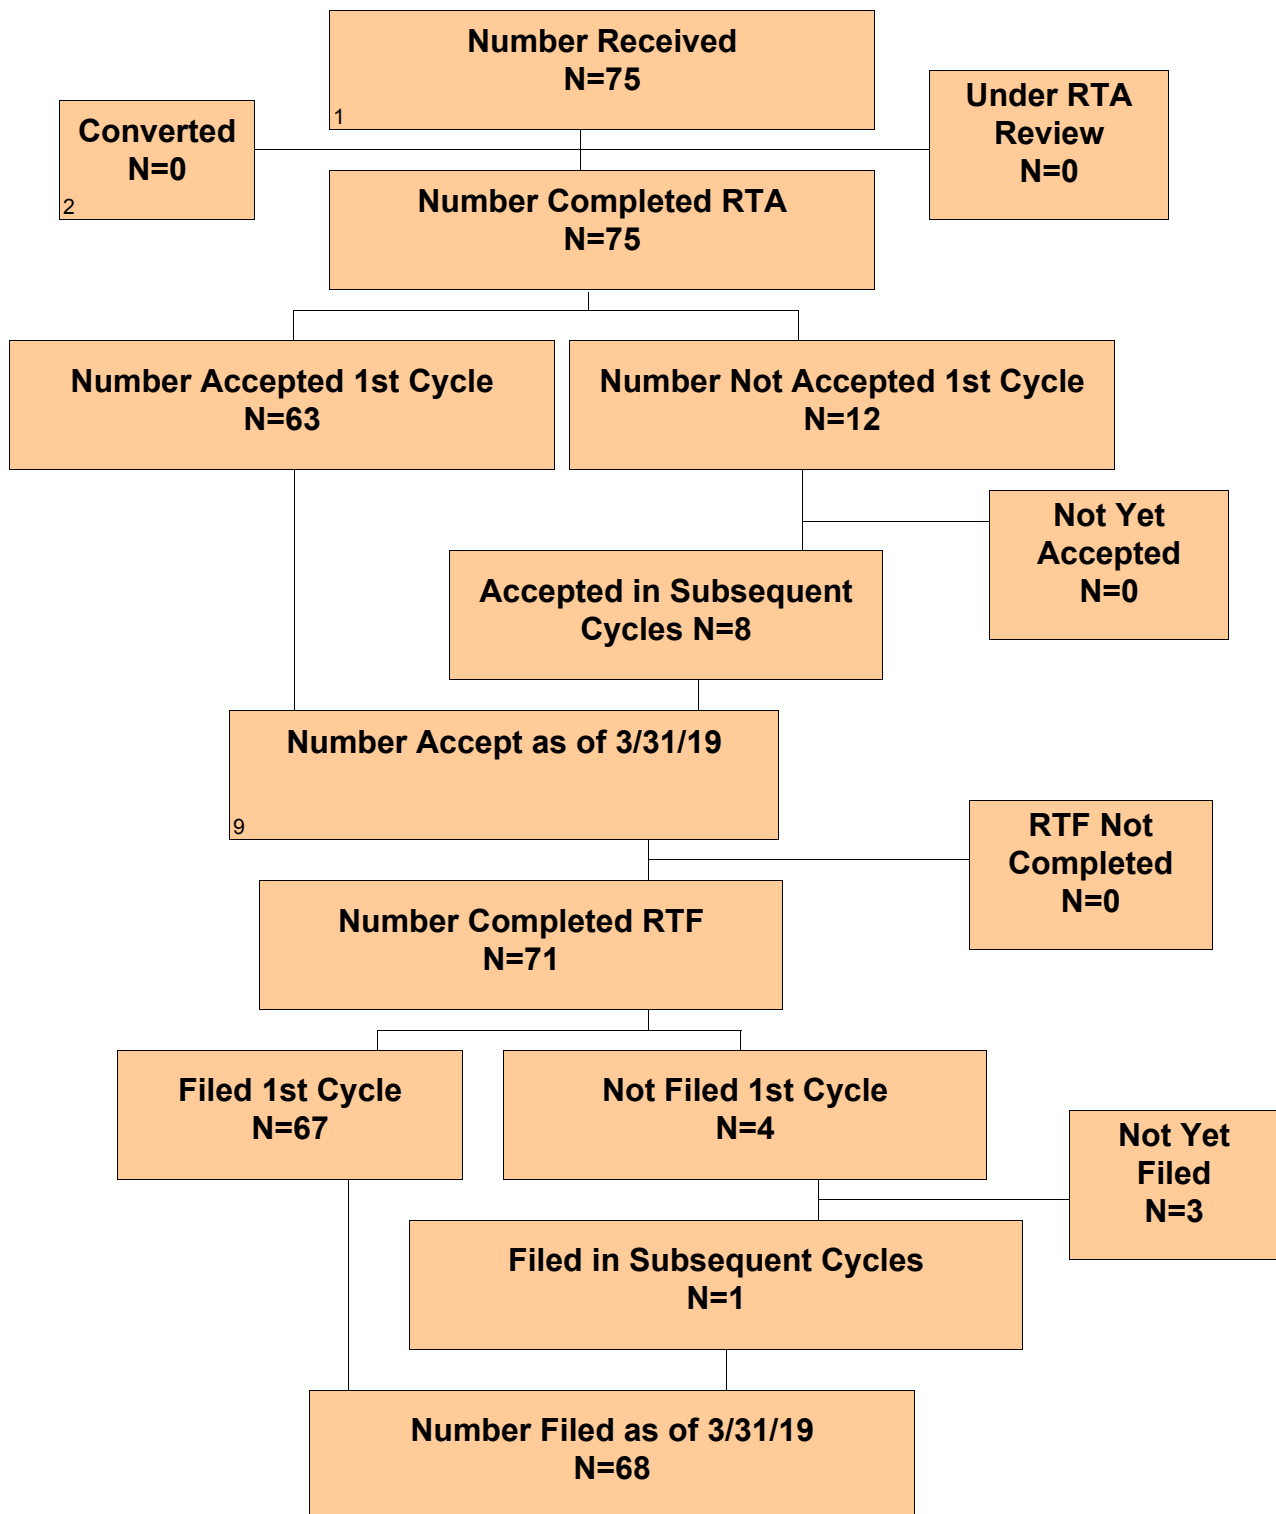 Number Received
N=75
1
Converted
N=0
2
Under RTA
Review
N=0
Number Completed RTA
N=75
Number Accepted 1st Cycle
N=63
Number Not Accepted 1st Cycle
N=12
Not Yet
Accepted
N=0
Accepted in Subsequent
Cycles N=8
Number Accept as of 3/31/19
9
RTF Not
Completed
N=0
Number Completed RTF
N=71
Filed 1st Cycle
N=67
Not Filed 1st Cycle
N=4
Not Yet
Filed
N=3
Filed in Subsequent Cycles
N=1
Number Filed as of 3/31/19
N=68